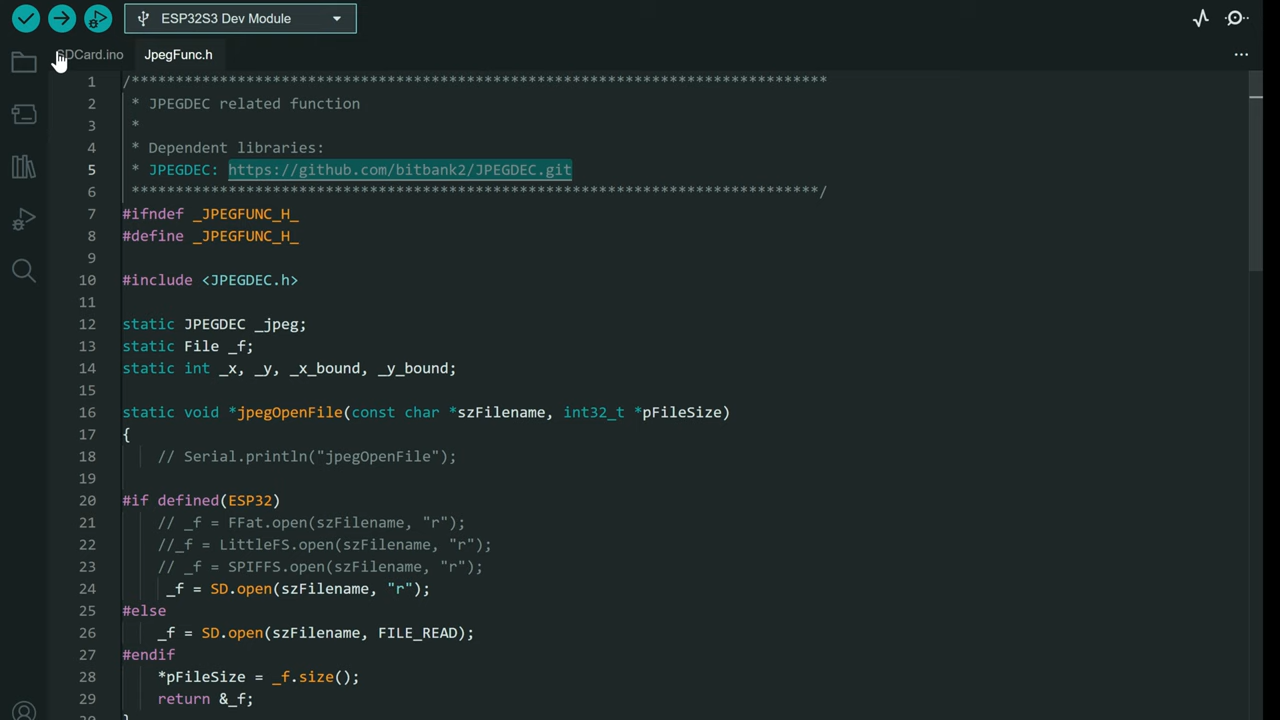 ESP32S3 Dev Module
SDCard.ino JpegFunc.h
1 /*******************************************************************************
2 * JPEGDEC related function
3 *
4 * Dependent libraries:
5 * JPEGDEC: https://github.com/bitbank2/JPEGDEC.git
6 ******************************************************************************/
7 #ifndef _JPEGFUNC_H_
8 #define _JPEGFUNC_H_
9
10 #include <JPEGDEC.h>
11
12 static JPEGDEC _jpeg;
13 static File _f;
14 static int _x, _y, _x_bound, _y_bound;
15
16 static void *jpegOpenFile(const char *szFilename, int32_t *pFileSize)
17 {
18 // Serial.println("jpegOpenFile");
19
20 #if defined(ESP32)
21 // _f = FFat.open(szFilename, "r");
22 //_f = LittleFS.open(szFilename, "r");
23 // _f = SPIFFS.open(szFilename, "r");
24 _f = SD.open(szFilename, "r");
25 #else
26 _f = SD.open(szFilename, FILE_READ);
27 #endif
28 *pFileSize = _f.size();
29 return &_f;